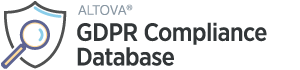 ALTOVA®
GDPR Compliance
Database